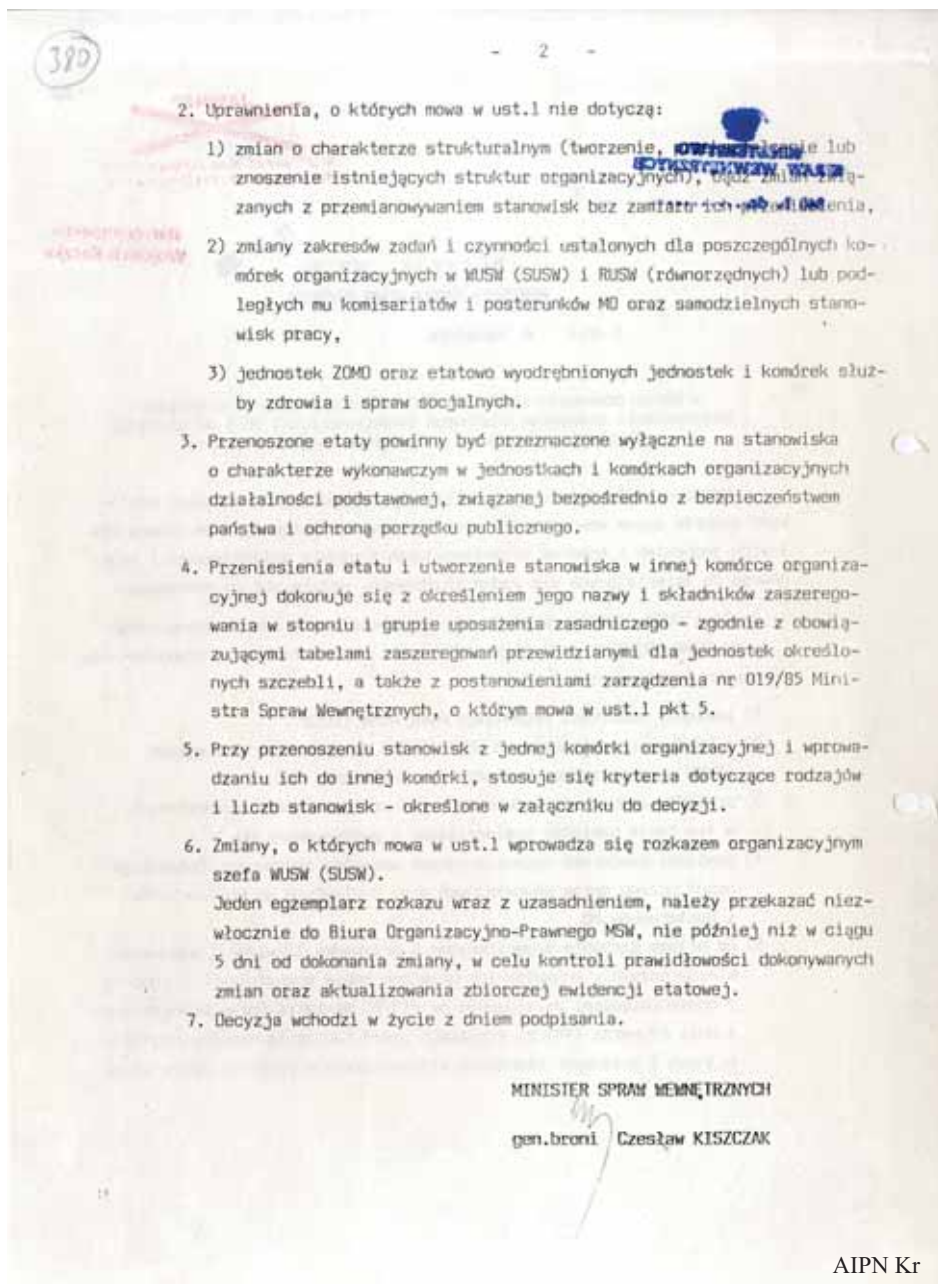 380
- 2 -
2. Uprawnienia, o których mowa w ust.1 nie dotyczą:
1) zmian o charakterze strukturalnym (tworzenie, lub
znoszenie istniejących struktur organizacyjnych), bądź zmian zwią-
zanych z przemianowywaniem stanowisk bez zamiaru ich
2) zmiany zakresów zadań i czynności ustalonych dla poszczególnych ko-
mórek organizacyjnych w WUSW (SUSW) i RUSW (równorzędnych) lub pod-
ległych mu komisariatów i posterunków MO oraz samodzielnych stano-
wisk pracy,
3) jednostek ZOMO oraz etatowo wyodrębnionych jednostek i komórek służ-
by zdrowia i spraw socjalnych.
3. Przenoszone etaty powinny być przeznaczone wyłącznie na stanowiska
o charakterze wykonawczym w jednostkach i komórkach organizacyjnych
działalności podstawowej, związanej bezpośrednio z bezpieczeństwem
państwa i ochroną porządku publicznego.
4. Przeniesienia etatu i utworzenie stanowiska w innej komórce organiza-
cyjnej dokonuje się z określeniem jego nazwy i składników zaszerego-
wania w stopniu i grupie uposażenia zasadniczego - zgodnie z obowią-
zującymi tabelami zaszeregowań przewidzianymi dla jednostek określo-
nych szczebli, a także z postanowieniami zarządzenia nr 019/85 Mini-
stra Spraw Wewnętrznych, o którym mowa w ust.1 pkt 5.
5. Przy przenoszeniu stanowisk z jednej komórki organizacyjnej i wprowa-
dzaniu ich do innej komórki, stosuje się kryteria dotyczące rodzajów
i liczb stanowisk - określone w załączniku do decyzji.
6. Zmiany, o których mowa w ust.1 wprowadza się rozkazem organizacyjnym
szefa WUSW (SUSW).
Jeden egzemplarz rozkazu wraz z uzasadnieniem, należy przekazać niez-
włocznie do Biura Organizacyjno-Prawnego MSW, nie później niż w ciągu
5 dni od dokonania zmiany, w celu kontroli prawidłowości dokonywanych
zmian oraz aktualizowania zbiorczej ewidencji etatowej.
7. Decyzja wchodzi w życie z dniem podpisania.
MINISTER SPRAW WEWNĘTRZNYCH
gen.broni Czesław KISZCZAK
AIPN Kr